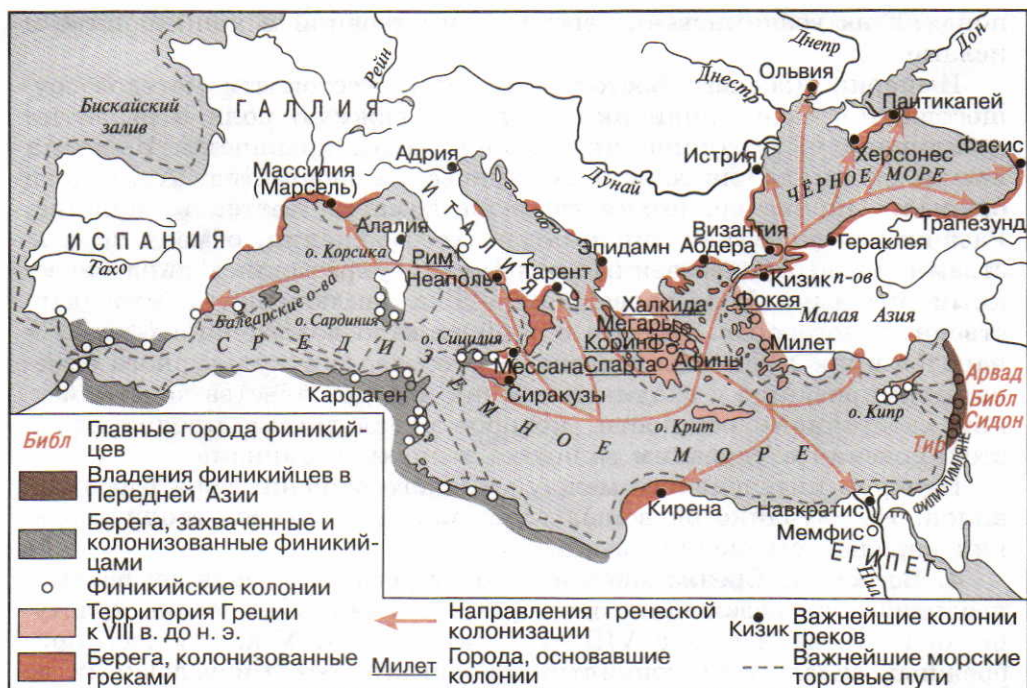 Днепр
Дон
Рейн
Днестр
Ольвия
ГАЛЛИЯ
Бискайский
залив
Пантикапей
Адрия
Истрия
Херсонес
Фасис
Массилия
(Марсель)
Дунай
ЧЁРНОЕ МОРЕ
ИТАЛИЯ
Алалия
Византия
Трапезунд
ИСПАНИЯ
о. Корсика
Рим
Эпидамн
Абдера
Гераклея
Тахо
Неаполь
Тарент
Кизик
п-ов
Малая Азия
Халкида
Фокея
Балеарские о-ва
о. Сардиния
Мегары
Коринф
Милет
о. Сицилия
СРЕДИЗЕМНОЕ МОРЕ
Мессана
Спарта
Афины
Арвад
Карфаген
Сиракузы
Библ
о. Кипр
Сидон
о. Крит
Тир
ФИЛИСТИМЛЯНЕ
Кирена
Навкратис
Мемфис
ЕГИПЕТ
Нил
Библ
Главные города финикий-
цев
Владения финикийцев в
Передней Азии
Берега, захваченные и
колонизованные финикий-
цами
Финикийские колонии
Территория Греции
к VIII в. до н. э.
Берега, колонизованные
греками
Направления греческой
колонизации
Милет
Города, основавшие
колонии
Кизик
Важнейшие колонии
греков
Важнейшие морские
торговые пути